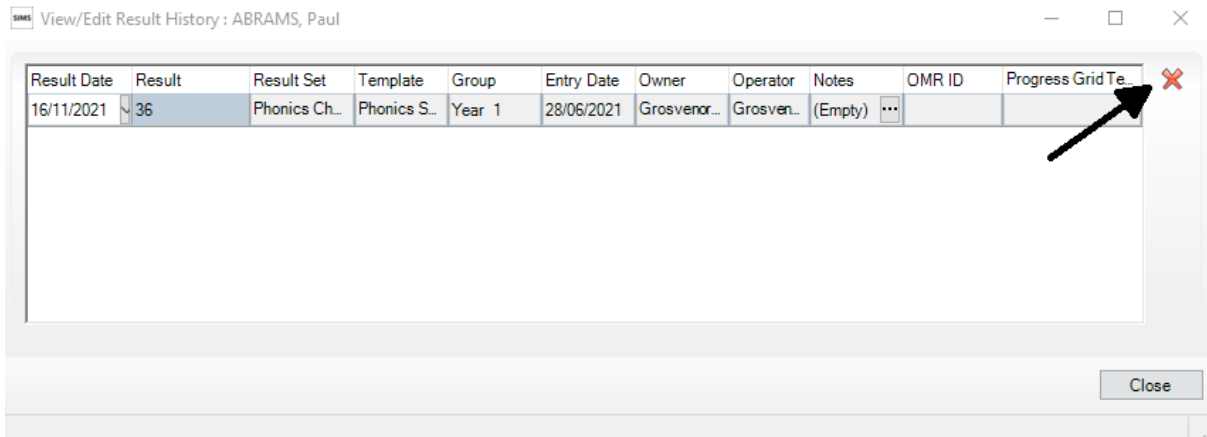 SIMS View/Edit Result History : ABRAMS, Paul
Result Date Result Result Set Template Group Entry Date Owner Operator Notes OMR ID Progress Grid Te...
16/11/2021 36 Phonics Ch... Phonics S... Year 1 28/06/2021 Grosvenor... Grosven... (Empty) ...
Close